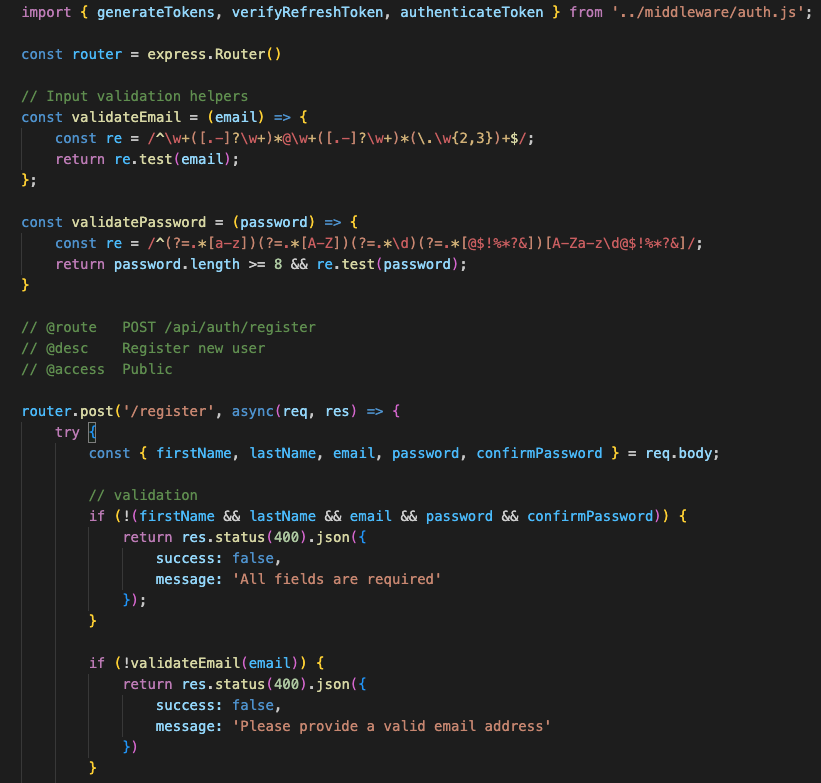 import { generateTokens, verifyRefreshToken, authenticateToken } from '../middleware/auth.js';
const router = express.Router()
// Input validation helpers
const validateEmail = (email) => {
const re = /^\w+([.-]?\w+)*@\w+([.-]?\w+)*(\.\w{2,3})+$/;
return re.test(email);
};
const validatePassword = (password) => {
const re = /^(?=.*[a-z])(?=.*[A-Z])(?=.*\d)(?=.*[@$!%*?&])[A-Za-z\d@$!%*?&]/;
return password.length >= 8 && re.test(password);
}
// @route   POST /api/auth/register
// @desc    Register new user
// @access  Public
router.post('/register', async(req, res) => {
try {
const { firstName, lastName, email, password, confirmPassword } = req.body;
// validation
if (!(firstName && lastName && email && password && confirmPassword)) {
return res.status(400).json({
success: false,
message: 'All fields are required'
});
}
if (!validateEmail(email)) {
return res.status(400).json({
success: false,
message: 'Please provide a valid email address'
})
}